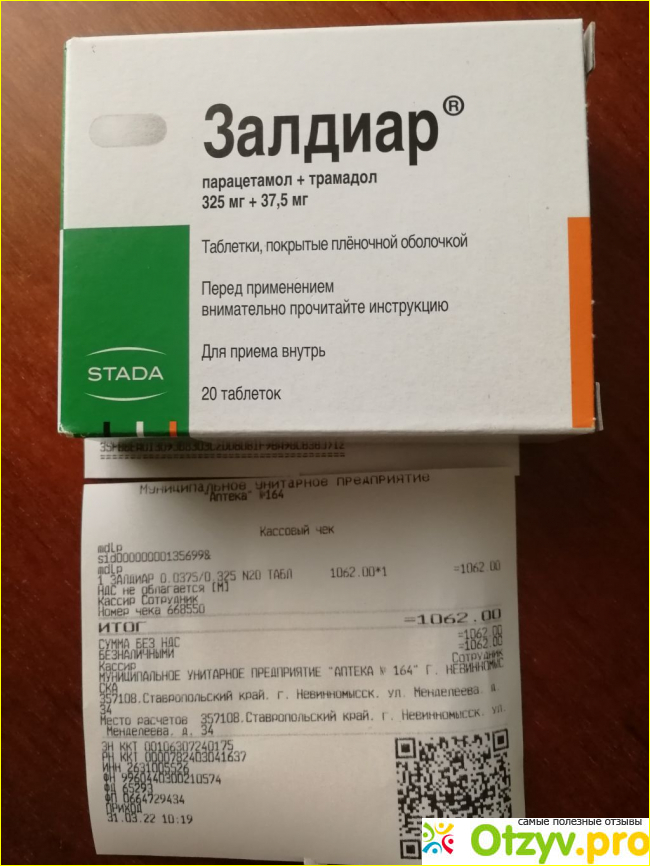 Залдиар®
парацетамол + трамадол
325 мг + 37,5 мг
Таблетки, покрытые плёночной оболочкой
Перед применением
внимательно прочитайте инструкцию
Для приема внутрь
STADA
20 таблеток
Муниципальное унитарное предприятие
Аптека" №164
Кассовый чек
mdlp
sid00000000135699&
mdlp
1 ЗАЛДИАР 0.0375/0.325 N20 ТАБЛ 1062.00*1 =1062.00
НДС не облагается [М]
Кассир Сотрудник
Номер чека 668550
ИТОГ =1062.00
СУММА БЕЗ НДС =1062.00
БЕЗНАЛИЧНЫМИ =1062.00
Кассир Сотрудник
МУНИЦИПАЛЬНОЕ УНИТАРНОЕ ПРЕДПРИЯТИЕ "АПТЕКА № 164" Г. НЕВИННОМЫС
СКА
357108.Ставропольский край. г. Невинномысск. ул. Менделеева. д.
34
Место расчетов 357108.Ставропольский край. г. Невинномысск. ул.
Менделеева. д. 34
ЗН ККТ 00106307240175
РН ККТ 0000782403041637
ИНН 2631005526
ФН 9960440300210574
ФД 65293
ФП 0664729434
ПРИХОД
31.03.22 10:19
самые полезные отзывы
Otzyv.pro